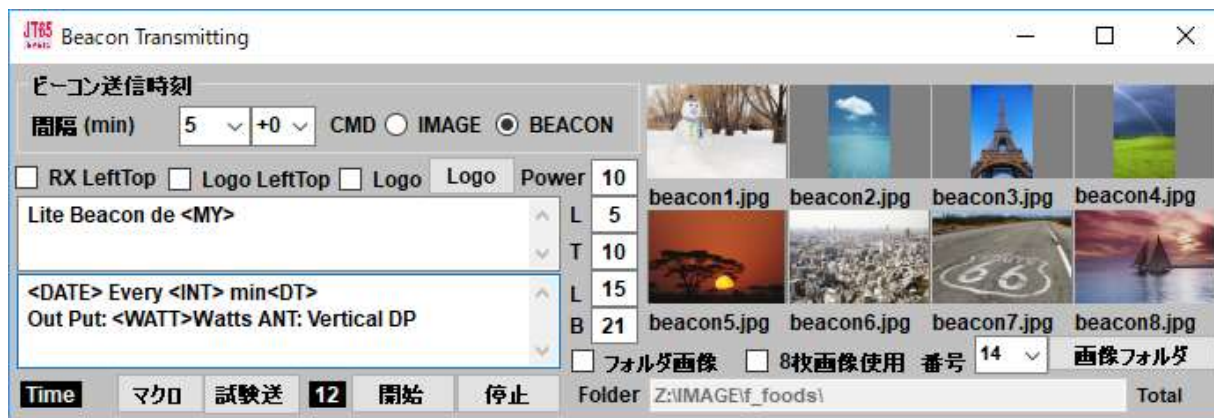 JT65
Beacon Transmitting
ビーコン送信時刻
間隔 (min) 5 +0 CMD IMAGE BEACON
RX LeftTop Logo LeftTop Logo Logo Power 10
Lite Beacon de <MY>
L 5
T 10
<DATE> Every <INT> min<DT>
Out Put: <WATT>Watts ANT: Vertical DP
L 15
B 21
beacon1.jpg beacon2.jpg beacon3.jpg beacon4.jpg
66
beacon5.jpg beacon6.jpg beacon7.jpg beacon8.jpg
フォルダ画像 8枚画像使用 番号 14 画像フォルダ
Time マクロ 試験送 12 開始 停止 Folder Z:\IMAGE\f_foods\ Total